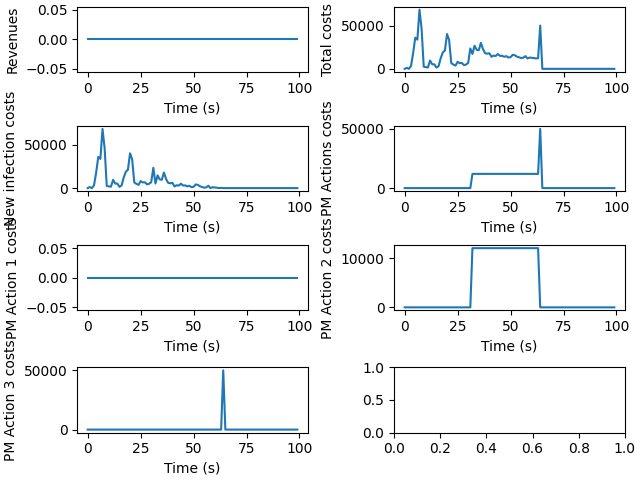 Revenues
0.05
0.00
−0.05
0 25 50 75 100
Time (s)
Total costs
50000
0
0 25 50 75 100
Time (s)
New infection costs
50000
0
0 25 50 75 100
Time (s)
PM Actions costs
50000
0
0 25 50 75 100
Time (s)
PM Action 1 costs
0.05
0.00
−0.05
0 25 50 75 100
Time (s)
PM Action 2 costs
10000
0
0 25 50 75 100
Time (s)
PM Action 3 costs
50000
0
0 25 50 75 100
Time (s)
1.0
0.5
0.0
0.0 0.2 0.4 0.6 0.8 1.0